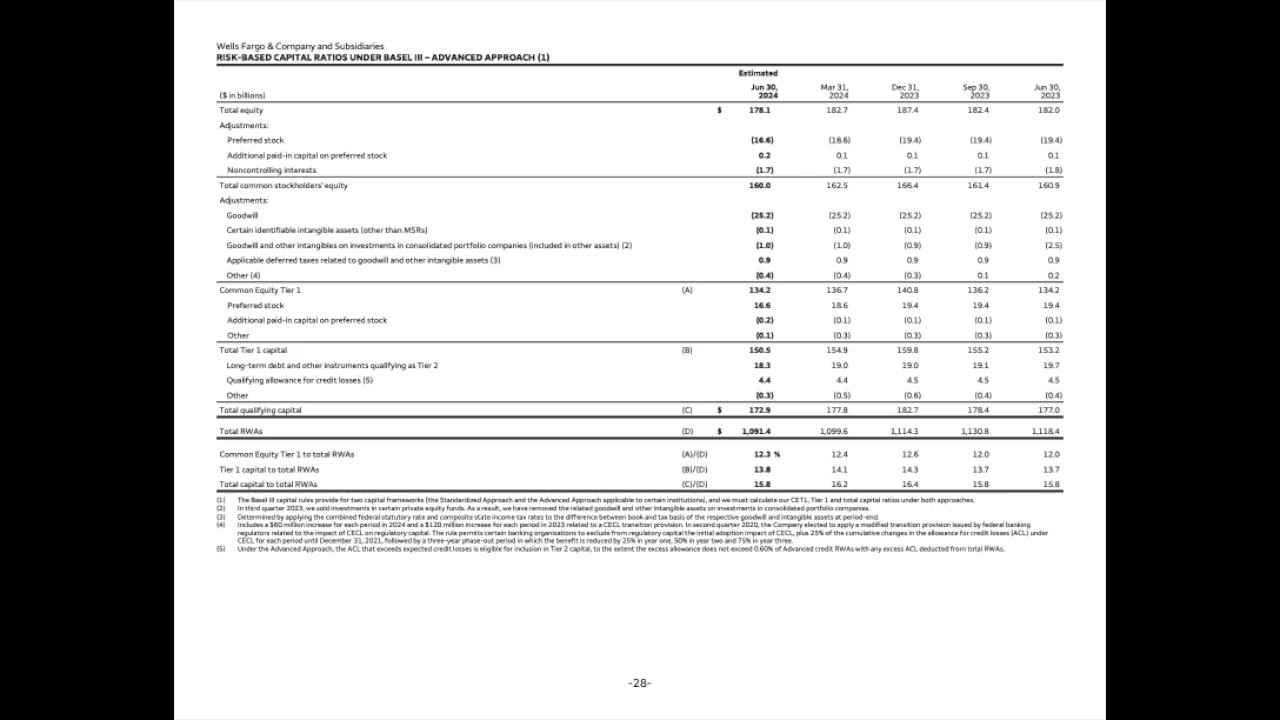 Wells Fargo & Company and Subsidiaries
RISK-BASED CAPITAL RATIOS UNDER BASEL III – ADVANCED APPROACH (1)
Estimated
($ in billions) Jun 30, 2024 Mar 31, 2024 Dec 31, 2023 Sep 30, 2023 Jun 30, 2023
Total equity $ 178.1 182.7 187.4 182.4 182.0
Adjustments:
Preferred stock (16.6) (18.6) (19.4) (19.4) (19.4)
Additional paid-in capital on preferred stock 0.2 0.1 0.1 0.1 0.1
Noncontrolling interests (1.7) (1.7) (1.7) (1.7) (1.8)
Total common stockholders' equity 160.0 162.5 166.4 161.4 160.9
Adjustments:
Goodwill (25.2) (25.2) (25.2) (25.2) (25.2)
Certain identifiable intangible assets (other than MSRs) (0.1) (0.1) (0.1) (0.1) (0.1)
Goodwill and other intangibles on investments in consolidated portfolio companies (included in other assets) (2) (1.0) (1.0) (0.9) (0.9) (2.5)
Applicable deferred taxes related to goodwill and other intangible assets (3) 0.9 0.9 0.9 0.9 0.9
Other (4) (0.4) (0.4) (0.3) 0.1 0.2
Common Equity Tier 1 (A) 134.2 136.7 140.8 136.2 134.2
Preferred stock 16.6 18.6 19.4 19.4 19.4
Additional paid-in capital on preferred stock (0.2) (0.1) (0.1) (0.1) (0.1)
Other (0.1) (0.3) (0.3) (0.3) (0.3)
Total Tier 1 capital (B) 150.5 154.9 159.8 155.2 153.2
Long-term debt and other instruments qualifying as Tier 2 18.3 19.0 19.0 19.1 19.7
Qualifying allowance for credit losses (5) 4.4 4.4 4.5 4.5 4.5
Other (0.3) (0.5) (0.6) (0.4) (0.4)
Total qualifying capital (C) $ 172.9 177.8 182.7 178.4 177.0
Total RWAs (D) $ 1,091.4 1,099.6 1,114.3 1,130.8 1,118.4
Common Equity Tier 1 to total RWAs (A)/(D) 12.3 % 12.4 12.6 12.0 12.0
Tier 1 capital to total RWAs (B)/(D) 13.8 14.1 14.3 13.7 13.7
Total capital to total RWAs (C)/(D) 15.8 16.2 16.4 15.8 15.8
(1) The Basel III capital rules provide for two capital frameworks (the Standardized Approach and the Advanced Approach applicable to certain institutions), and we must calculate our CET1, Tier 1 and total capital ratios under both approaches.
(2) In third quarter 2023, we sold investments in certain private equity funds. As a result, we have removed the related goodwill and other intangible assets on investments in consolidated portfolio companies.
(3) Determined by applying the combined federal statutory rate and composite state income tax rates to the difference between book and tax basis of the respective goodwill and intangible assets at period-end.
(4) Includes a $60 million increase for each period in 2024 and a $120 million increase for each period in 2023 related to a CECL transition provision. In second quarter 2020, the Company elected to apply a modified transition provision issued by federal banking
regulators related to the impact of CECL on regulatory capital. The rule permits certain banking organizations to exclude from regulatory capital the initial adoption impact of CECL, plus 25% of the cumulative changes in the allowance for credit losses (ACL) under
CECL for each period until December 31, 2021, followed by a three-year phase-out period in which the benefit is reduced by 25% in year one, 50% in year two and 75% in year three.
(5) Under the Advanced Approach, the ACL that exceeds expected credit losses is eligible for inclusion in Tier 2 capital, to the extent the excess allowance does not exceed 0.60% of Advanced credit RWAs with any excess ACL deducted from total RWAs.
-28-